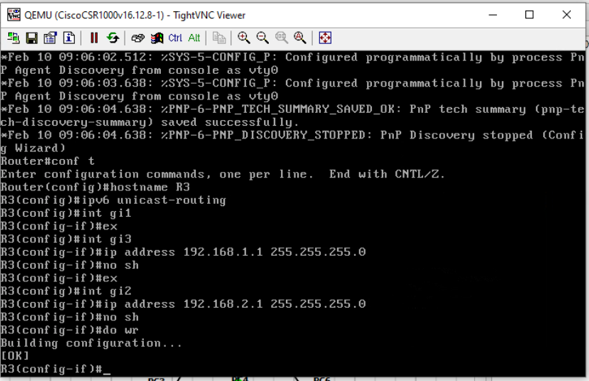 QEMU (CiscoCSR1000v16.12.8-1) - TightVNC Viewer
Ctrl Alt
*Feb 10 09:06:02.512: %SYS-5-CONFIG_P: Configured programmatically by process Pn
P Agent Discovery from console as vty0
*Feb 10 09:06:03.638: %SYS-5-CONFIG_P: Configured programmatically by process Pn
P Agent Discovery from console as vty0
*Feb 10 09:06:04.638: %PNP-6-PNP_TECH_SUMMARY_SAVED_OK: PnP tech summary (pnp-te
ch-discovery-summary) saved successfully.
*Feb 10 09:06:04.638: %PNP-6-PNP_DISCOVERY_STOPPED: PnP Discovery stopped (Confi
g Wizard)
Router#conf t
Enter configuration commands, one per line.  End with CNTL/Z.
Router(config)#hostname R3
R3(config)#ipv6 unicast-routing
R3(config)#int gi1
R3(config-if)#ex
R3(config)#int gi3
R3(config-if)#ip address 192.168.1.1 255.255.255.0
R3(config-if)#no sh
R3(config-if)#ex
R3(config)#int gi2
R3(config-if)#ip address 192.168.2.1 255.255.255.0
R3(config-if)#no sh
R3(config-if)#do wr
Building configuration...
[OK]
R3(config-if)#_